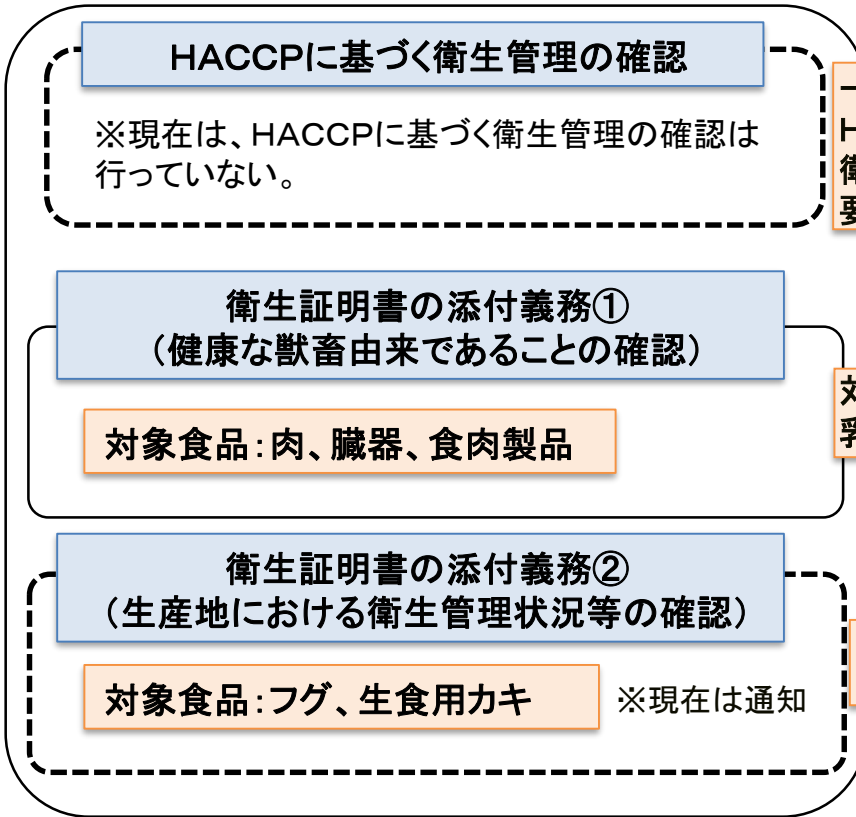 HACCPに基づく衛生管理の確認
※現在は、HACCPに基づく衛生管理の確認は
行っていない。
衛生証明書の添付義務①
（健康な獣畜由来であることの確認）
対象食品：肉、臓器、食肉製品
衛生証明書の添付義務②
（生産地における衛生管理状況等の確認）
対象食品：フグ、生食用カキ
※現在は通知